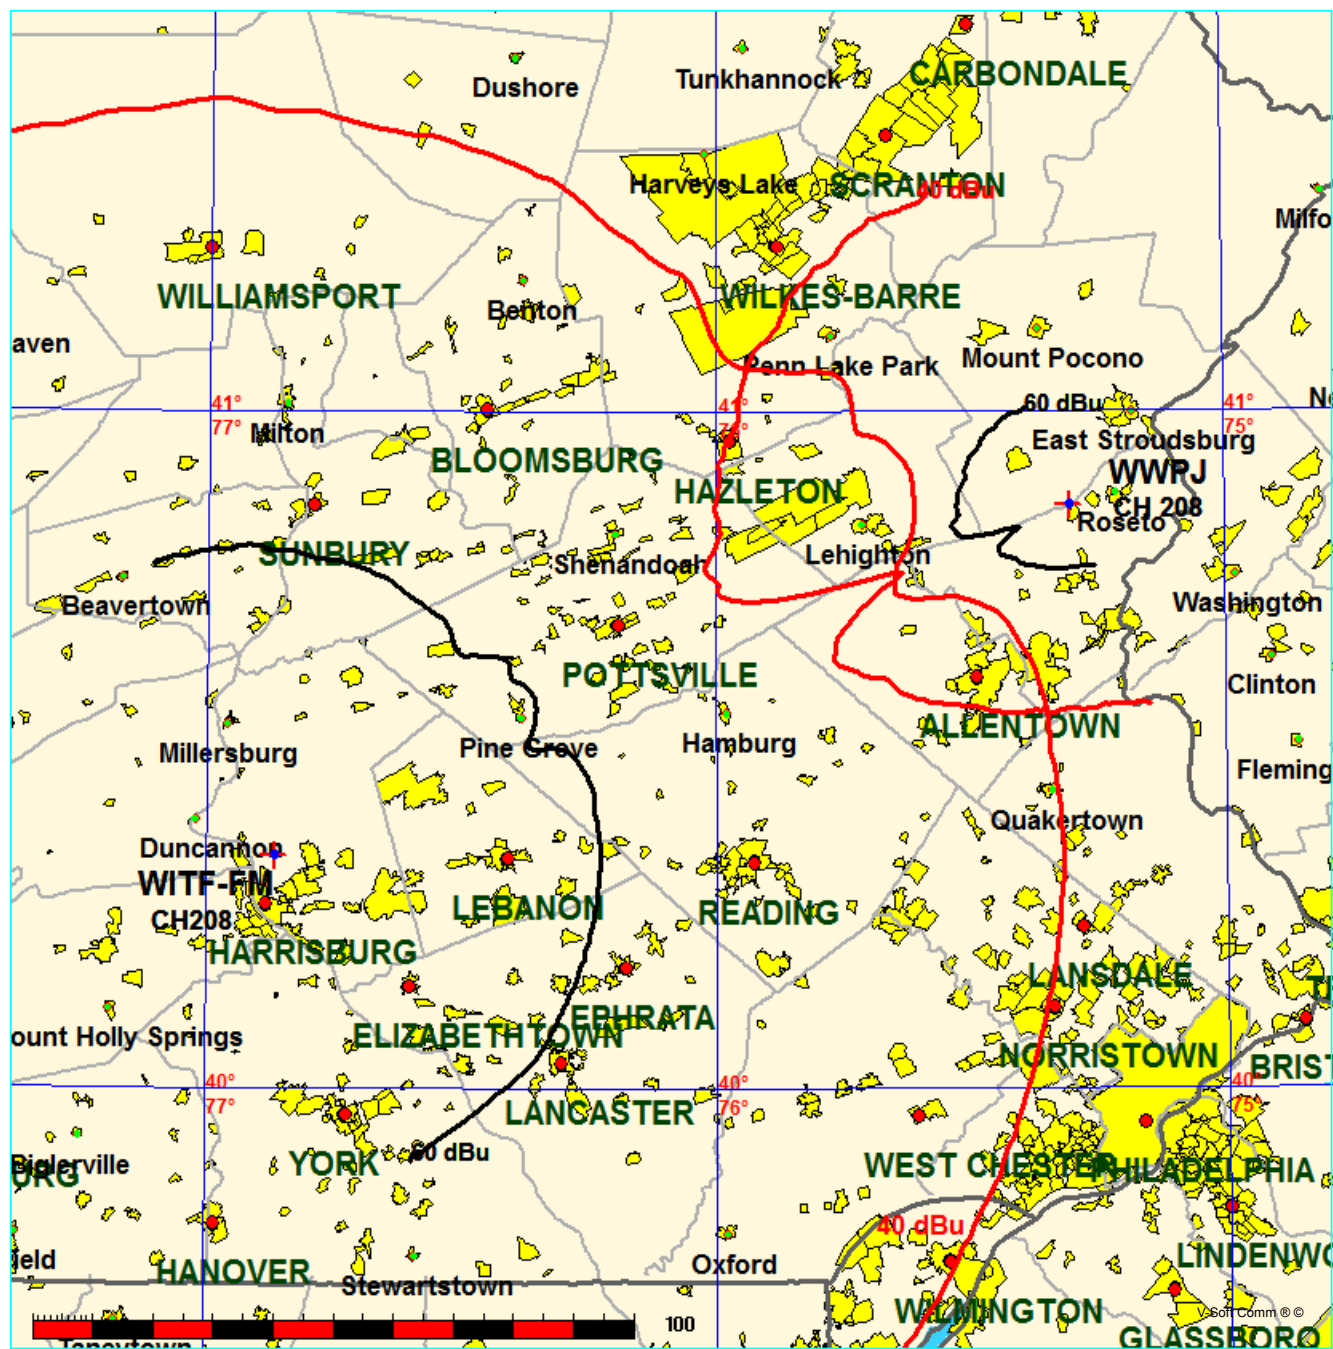 CARBONDALE
Tunkhannock
Dushore
Harveys Lake
SCRANTON
40 dBu
Milfo
WILLIAMSPORT
WILKES-BARRE
Benton
aven
Mount Pocono
Penn Lake Park
41°
77°
41°
76°
41°
75°
60 dBu
Milton
East Stroudsburg
BLOOMSBURG
WWPJ
HAZLETON
CH 208
Roseto
SUNBURY
Shenandoah
Lehighton
Beavertown
Washington
POTTSVILLE
Clinton
ALLENTOWN
Millersburg
Pine Grove
Hamburg
Fleming
Quakertown
Duncannon
WITF-FM
CH208
LEBANON
READING
HARRISBURG
LANSDALE
EPHRATA
ELIZABETHTOWN
ount Holly Springs
NORRISTOWN
BRIST
40°
77°
40°
76°
40°
75°
LANCASTER
60 dBu
YORK
Biglerville
URG
WEST CHESTER
PHILADELPHIA
40 dBu
ield
Oxford
LINDENWO
HANOVER
Stewartstown
WILMINGTON
V-Soft Comm ® ©
100
GLASSBORO
Taneytown